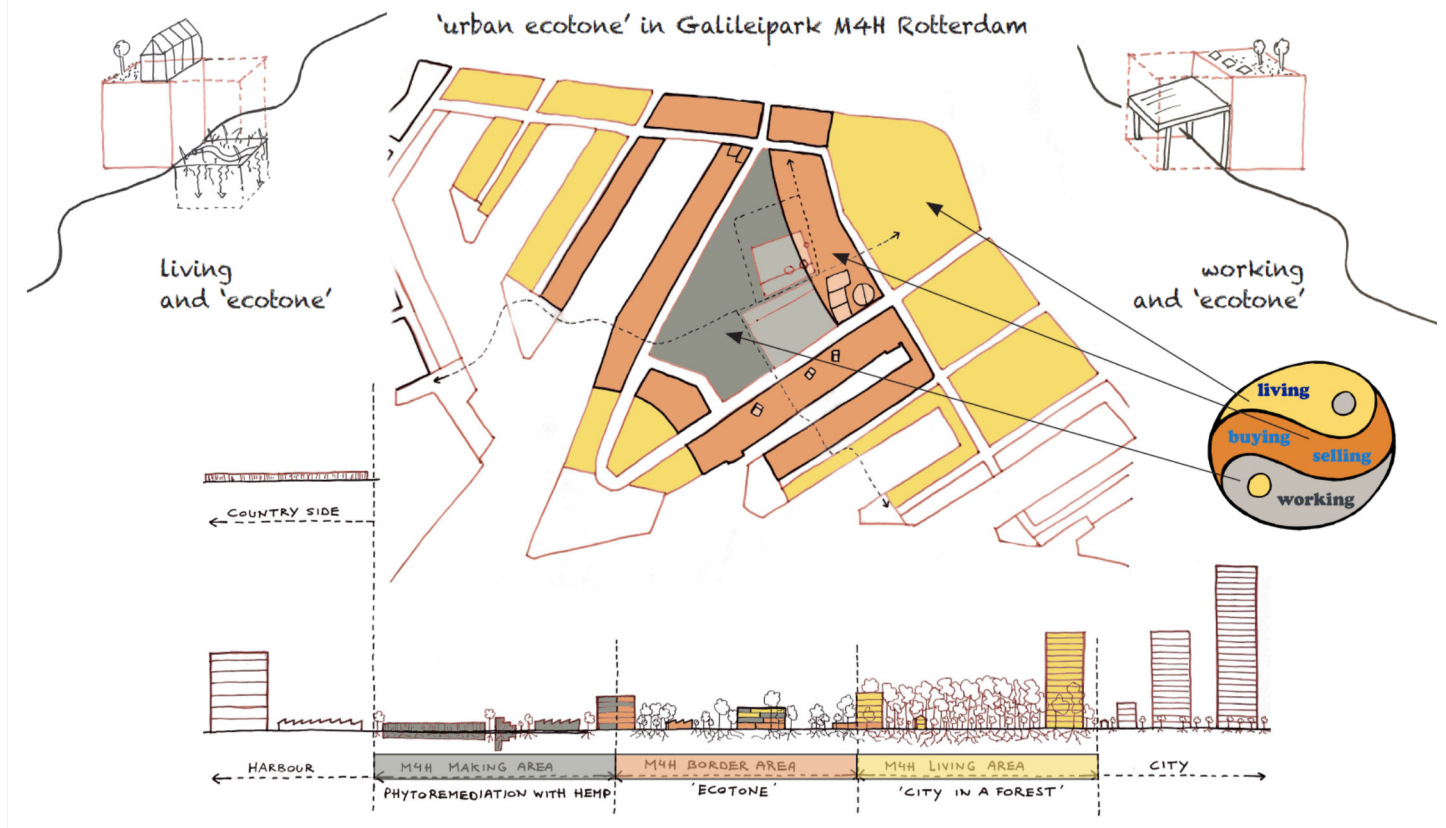 'urban ecotone' in Galileipark M4H Rotterdam
living
and 'ecotone'
working
and 'ecotone'
living
buying
selling
working
COUNTRY SIDE
HARBOUR
M4H MAKING AREA
M4H BORDER AREA
M4H LIVING AREA
CITY
PHYTOREMEDIATION WITH HEMP
'ECOTONE'
'CITY IN A FOREST'